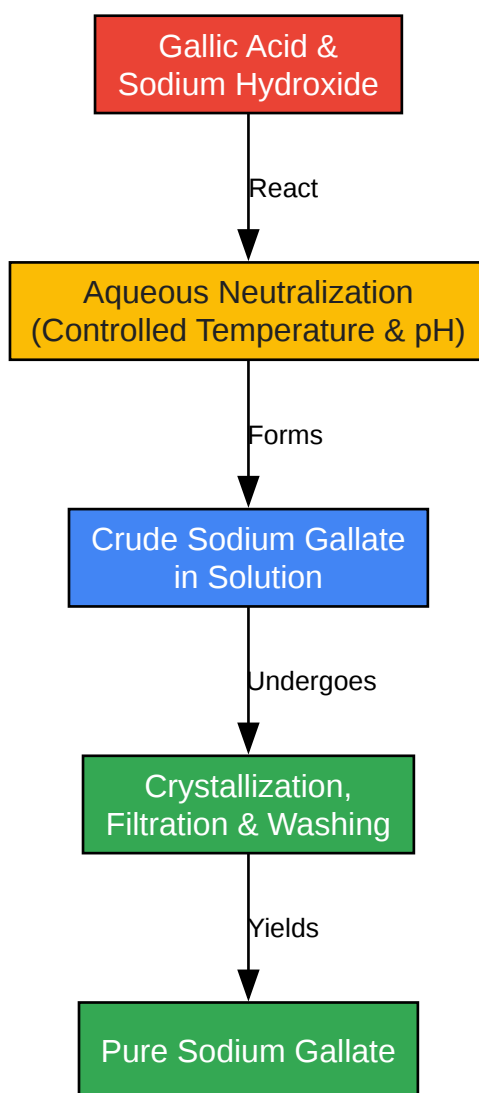 Gallic Acid &
Sodium Hydroxide
React
Aqueous Neutralization
(Controlled Temperature & pH)
Forms
Crude Sodium Gallate
in Solution
Undergoes
Crystallization,
Filtration & Washing
Yields
Pure Sodium Gallate